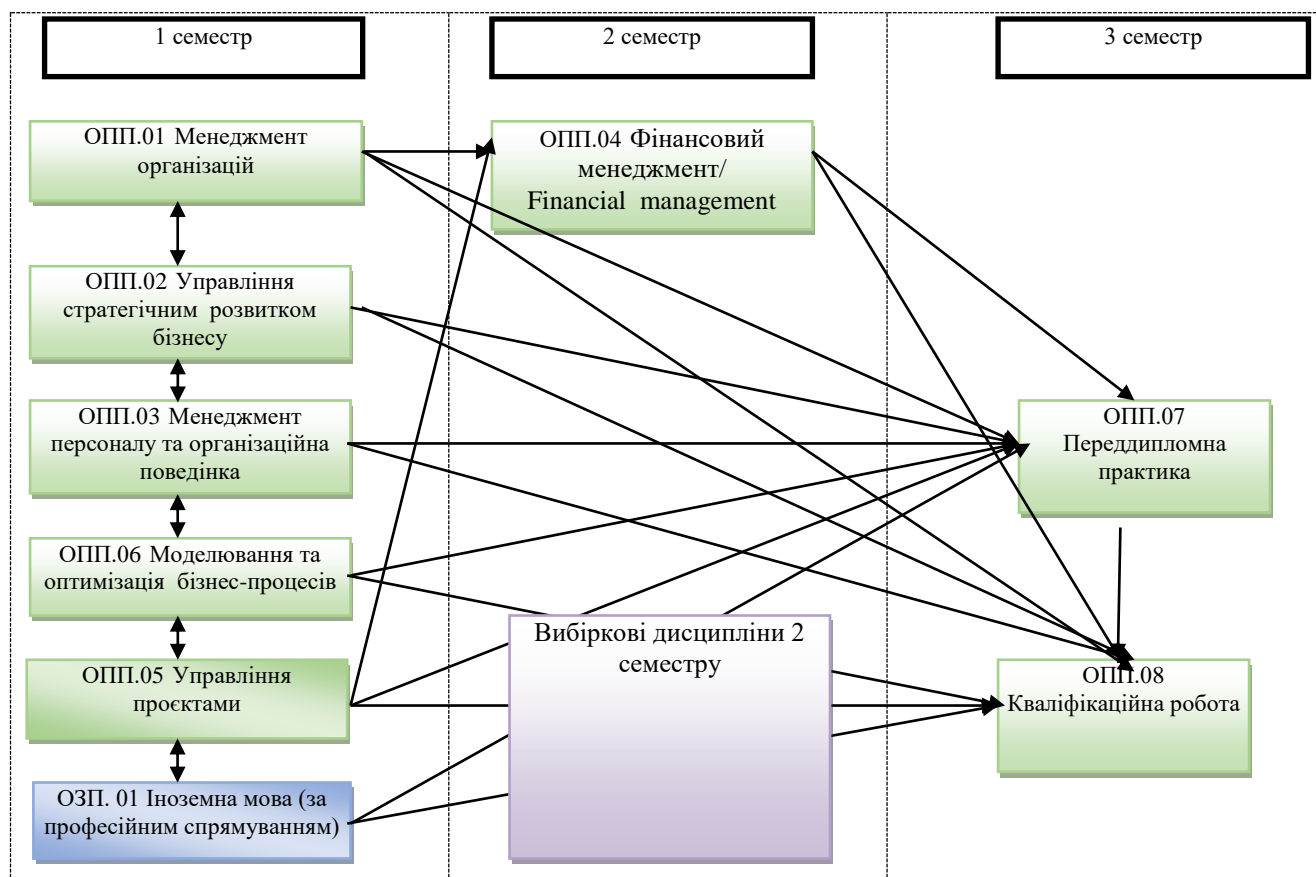 1 семестр
2 семестр
3 семестр
ОПП.01 Менеджмент
організацій
ОПП.02 Управління
стратегічним розвитком
бізнесу
ОПП.03 Менеджмент
персоналу та організаційна
поведінка
ОПП.06 Моделювання та
оптимізація бізнес-процесів
ОПП.05 Управління
проєктами
ОЗП. 01 Іноземна мова (за
професійним спрямуванням)
ОПП.04 Фінансовий
менеджмент/
Financial management
Вибіркові дисципліни 2
семестру
ОПП.07
Переддипломна
практика
ОПП.08
Кваліфікаційна робота